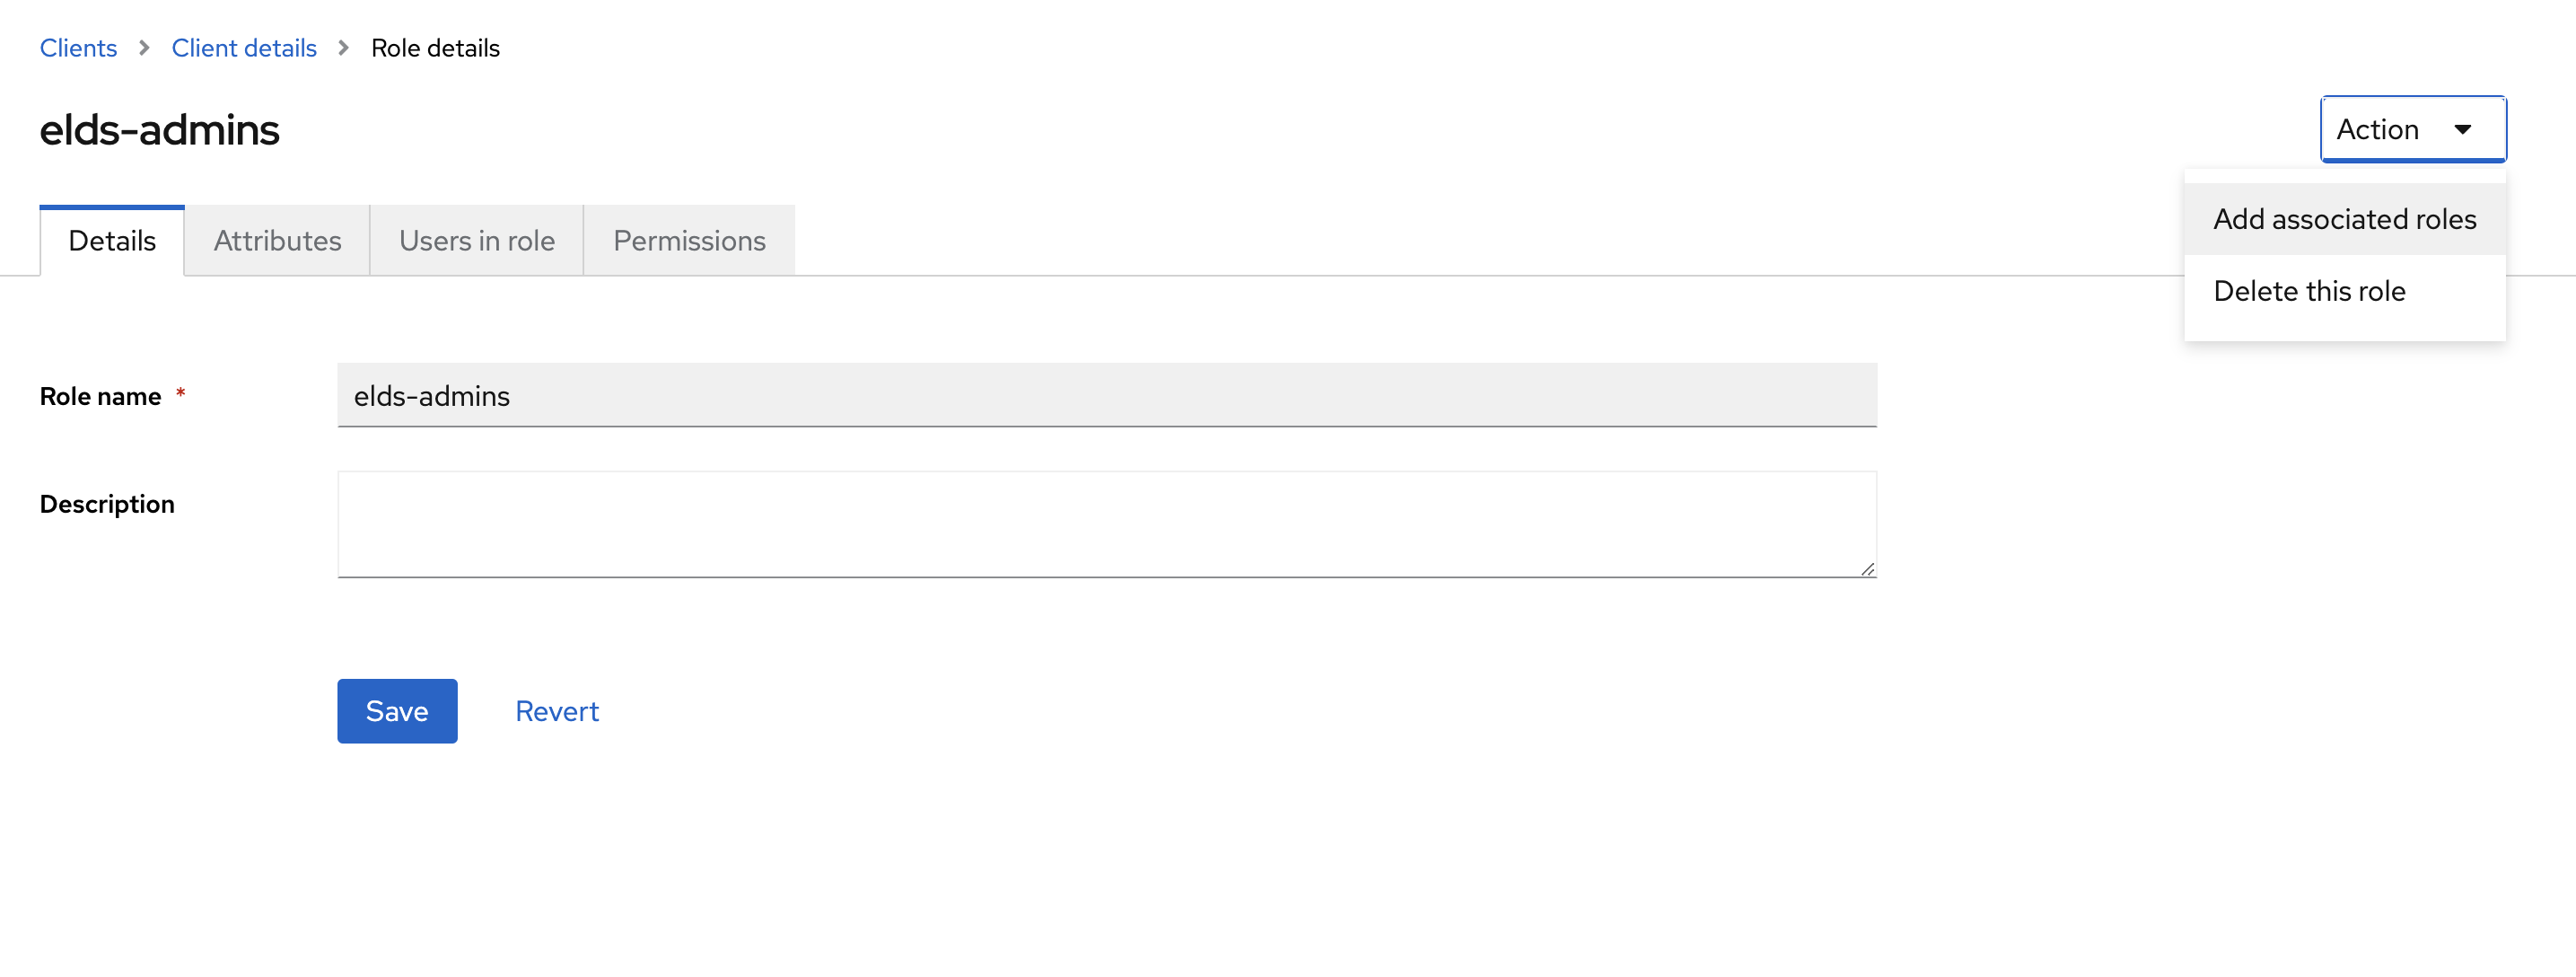 Clients > Client details > Role details
elds-admins
Action
Add associated roles
Delete this role
Details Attributes Users in role Permissions
Role name * elds-admins
Description
Save Revert